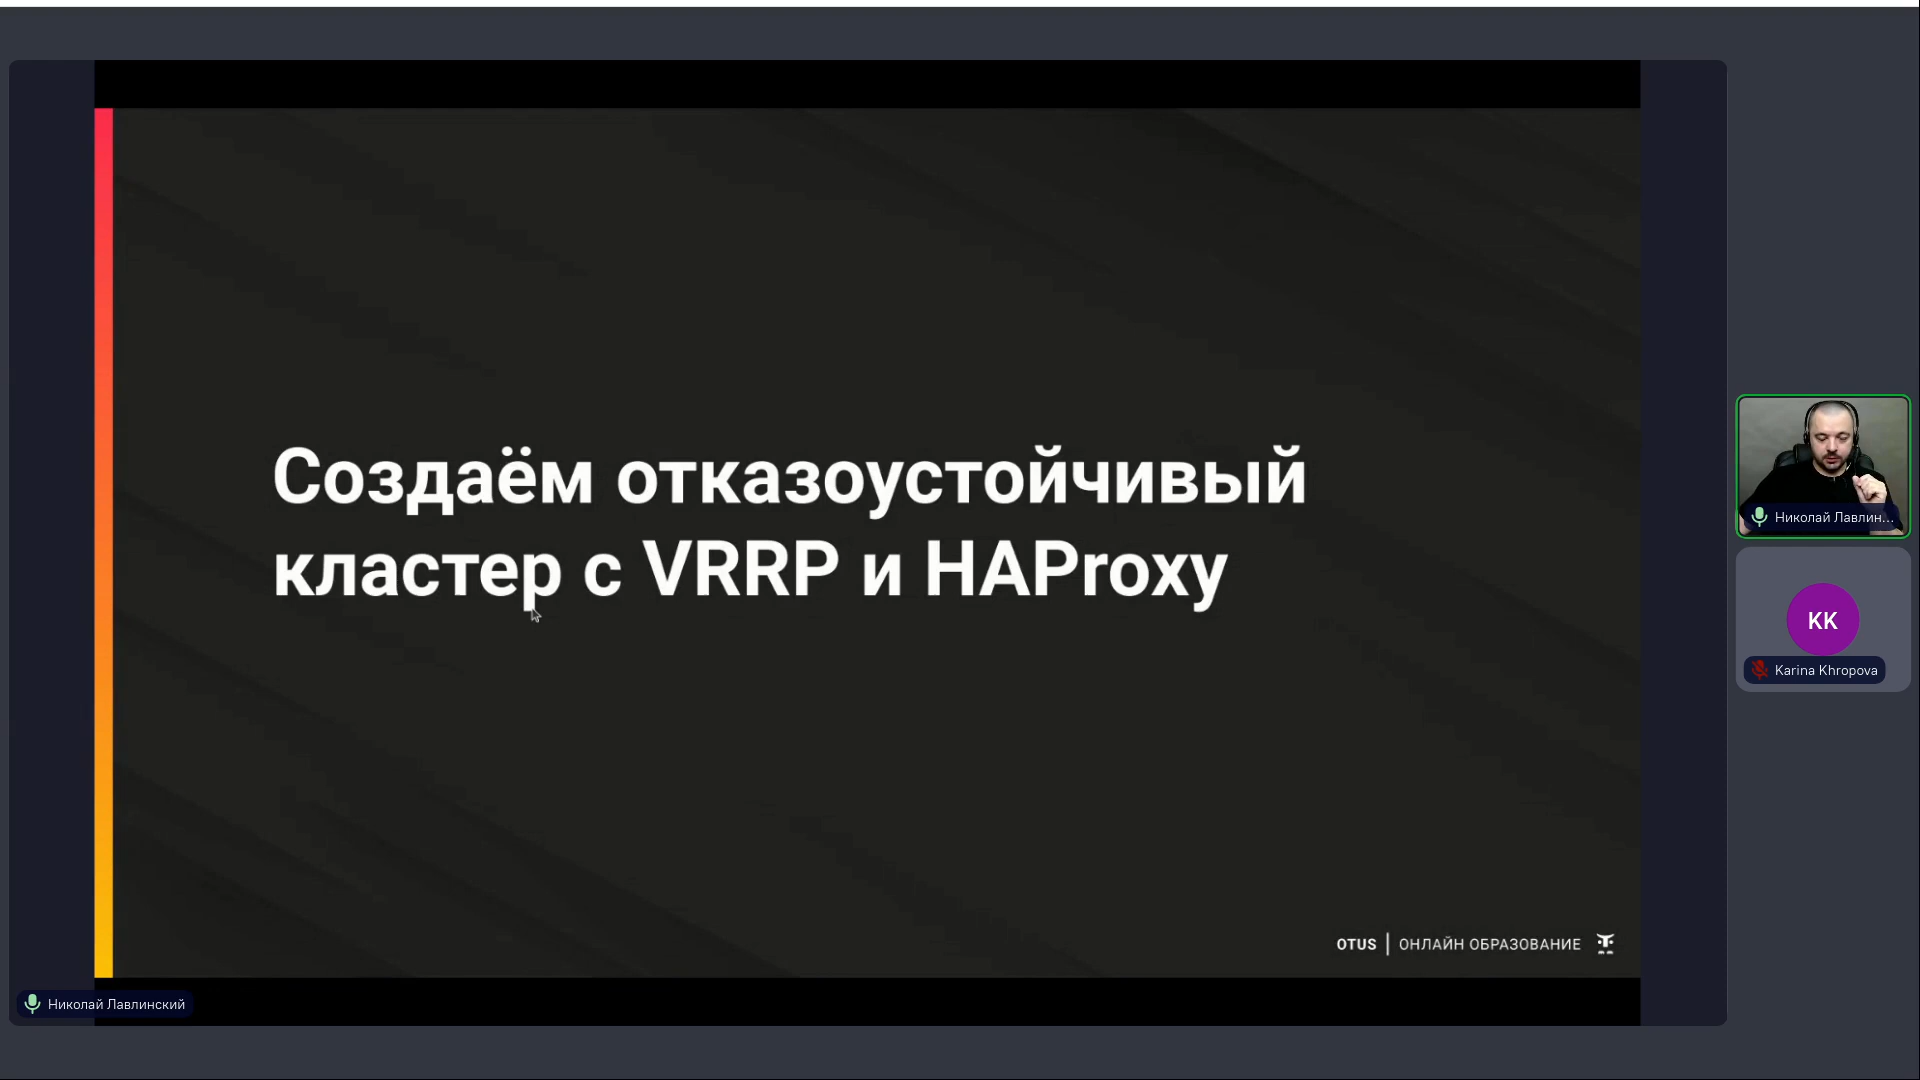 Создаём отказоустойчивый
кластер с VRRP и HAProxy
OTUS | ОНЛАЙН ОБРАЗОВАНИЕ
Николай Лавлинский
Николай Лавлин...
KK
Karina Khropova